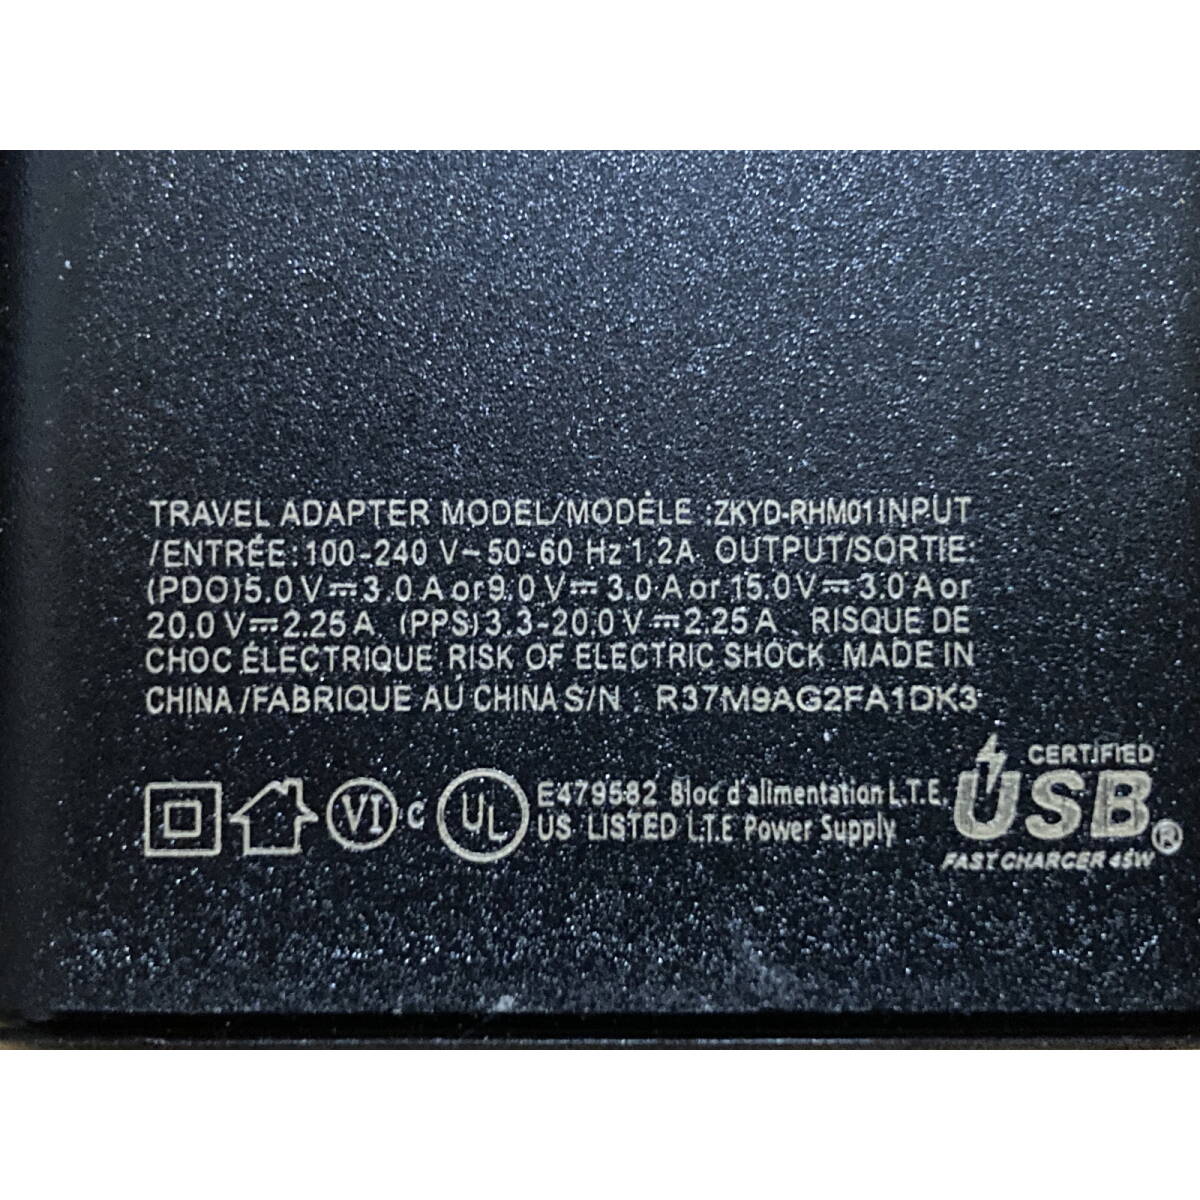 TRAVEL ADAPTER MODEL/MODÈLE :ZKYD-RHM01 INPUT
/ENTRÉE: 100-240 V~50-60 Hz 1.2A OUTPUT/SORTIE:
(PDO)5.0 V⎓3.0 A or 9.0 V⎓3.0 A or 15.0V⎓3.0 A or
20.0 V⎓2.25 A (PPS)3.3-20.0 V⎓2.25 A RISQUE DE
CHOC ÉLECTRIQUE RISK OF ELECTRIC SHOCK MADE IN
CHINA /FABRIQUE AU CHINA S/N : R37M9AG2FA1DK3
VI c UL E479582 Bloc d'alimentation L.T.E.
US LISTED L.T.E Power Supply
CERTIFIED
USB®
FAST CHARCER 45W